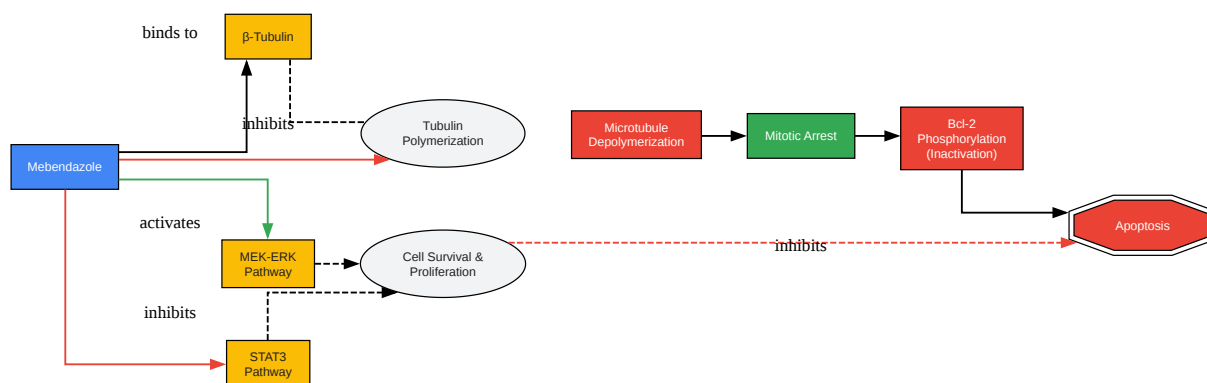 binds to
β-Tubulin
inhibits
Tubulin
Polymerization
Microtubule
Depolymerization
Mitotic Arrest
Bcl-2
Phosphorylation
(Inactivation)
Mebendazole
activates
MEK-ERK
Pathway
Cell Survival &
Proliferation
inhibits
Apoptosis
inhibits
STAT3
Pathway